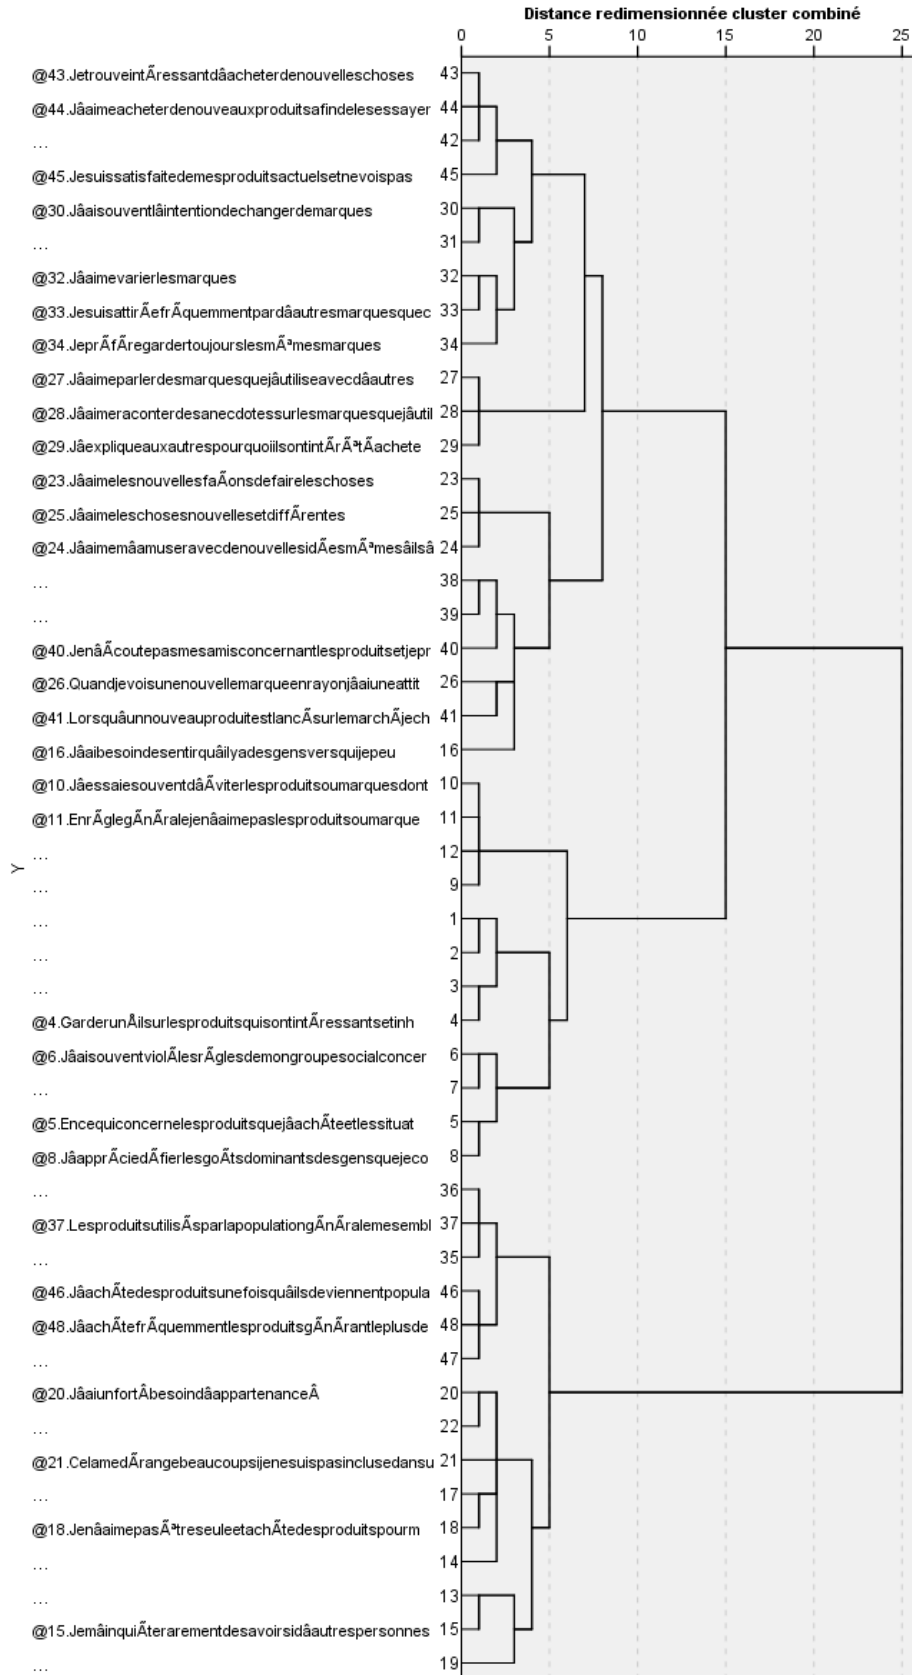 Distance redimensionnée cluster combiné
0 5 10 15 20 25
@43.JetrouveintÃressantdâacheterdenouvelleschoses 43
@44.Jâaimeacheterdenouveauxproduitsafindelesessayer 44
... 42
@45.Jesuissatisfaitedemesproduitsactuelsetnevoispas 45
@30.Jâaisouventlâintentiondechangerdemarques 30
... 31
@32.Jâaimevarierlesmarques 32
@33.JesuisattirÃefrÃquemmentpardâautresmarquesquec 33
@34.JeprÃfÃregardertoujourslesmÃªmesmarques 34
@27.Jâaimeparlerdesmarquesquejâutiliseavecdâautres 27
@28.Jâaimeraconterdesanecdotessurlesmarquesquejâutil 28
@29.JâexpliqueauxautrespourquoiilsontintÃrÃªtÃachete 29
@23.JâaimelesnouvellesfaÃonsdefaireleschoses 23
@25.JâaimeleschosesnouvellesetdiffÃrentes 25
@24.JâaimemâamuseravecdenouvellesidÃesmÃªmesâilsâ 24
... 38
... 39
@40.JenâÃcoutepasmesamisconcernantlesproduitsetjepr 40
@26.Quandjevoisunenouvellemarqueenrayonjâaiuneattit 26
@41.LorsquâunnouveauproduitestlancÃsurlemarchÃjech 41
@16.Jâaibesoindesentirquâilyadesgensversquijepeu 16
@10.JâessaiesouventdâÃviterlesproduitsoumarquesdont 10
@11.EnrÃglegÃnÃralejenâaimepaslesproduitsoumarque 11
... 12
Y
... 9
... 1
... 2
... 3
@4.GarderunÅilsurlesproduitsquisontintÃressantsetinh 4
@6.JâaisouventviolÃlesrÃglesdemongroupesocialconcer 6
... 7
@5.EncequiconcernelesproduitsquejâachÃteetlessituat 5
@8.JâapprÃciedÃfierlesgoÃtsdominantsdesgensquejeco 8
... 36
@37.LesproduitsutilisÃsparlapopulationgÃnÃralemesembl 37
... 35
@46.JâachÃtedesproduitsunefoisquâilsdeviennentpopula 46
@48.JâachÃtefrÃquemmentlesproduitsgÃnÃrantleplusde 48
... 47
@20.JâaiunfortÂbesoindâappartenanceÂ 20
... 22
@21.CelamedÃrangebeaucoupsijenesuispasinclusedansu 21
... 17
@18.JenâaimepasÃªtreseuleetachÃtedesproduitspourm 18
... 14
... 13
@15.JemâinquiÃterarementdesavoirsidâautrespersonnes 15
... 19